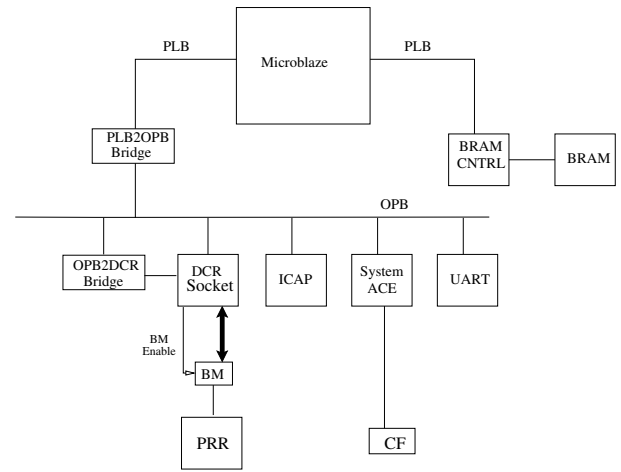 PLB
PLB
Microblaze
PLB2OPB
Bridge
BRAM
CNTRL
BRAM
OPB
OPB2DCR
Bridge
DCR
Socket
ICAP
System
ACE
UART
BM
Enable
BM
PRR
CF